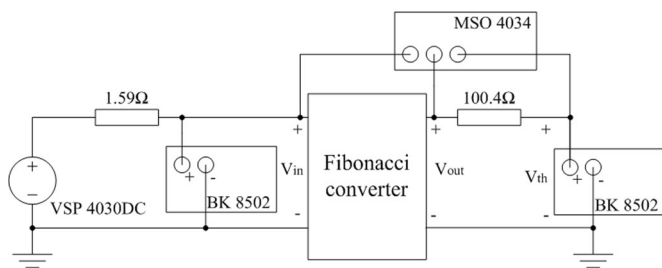 MSO 4034
1.59Ω
100.4Ω
+
+
+
+
Vin
Fibonacci
converter
Vout
Vth
+ -
BK 8502
+ -
BK 8502
-
VSP 4030DC
-
-
-